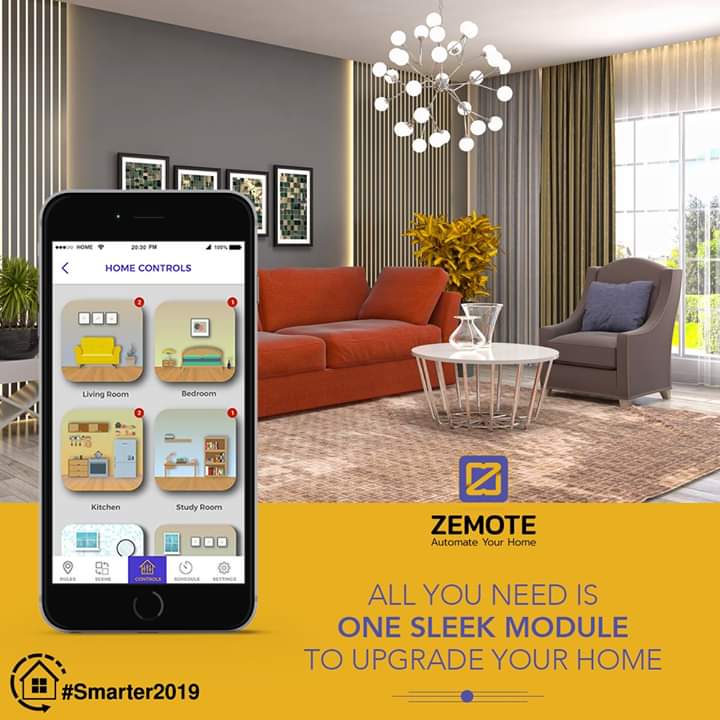 ●●●○○ HOME 20:30 PM 100%
HOME CONTROLS
2
1
Living Room
Bedroom
2
1
Kitchen
Study Room
RULES SCENE CONTROLS SCHEDULE SETTINGS
ZEMOTE
Automate Your Home
ALL YOU NEED IS
ONE SLEEK MODULE
TO UPGRADE YOUR HOME
#Smarter2019